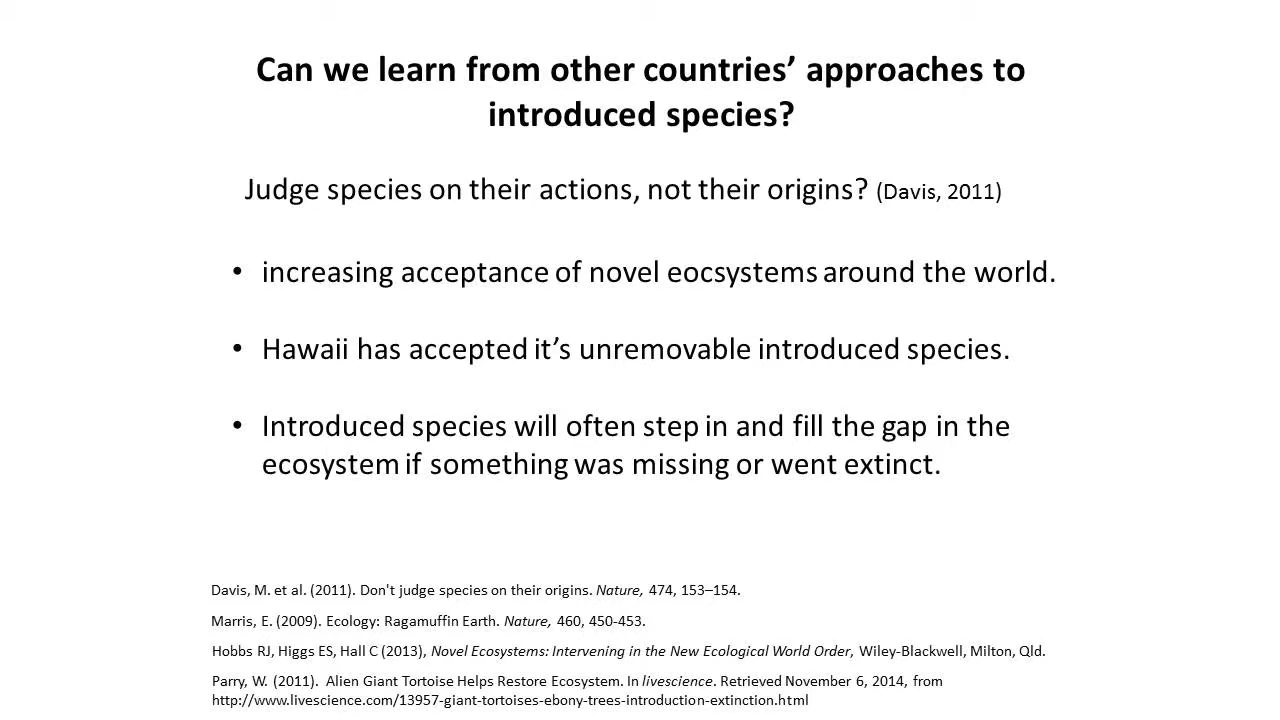 Can we learn from other countries’ approaches to
introduced species?
Judge species on their actions, not their origins? (Davis, 2011)
• increasing acceptance of novel eocsystems around the world.
• Hawaii has accepted it’s unremovable introduced species.
• Introduced species will often step in and fill the gap in the
ecosystem if something was missing or went extinct.
Davis, M. et al. (2011). Don't judge species on their origins. Nature, 474, 153–154.
Marris, E. (2009). Ecology: Ragamuffin Earth. Nature, 460, 450-453.
Hobbs RJ, Higgs ES, Hall C (2013), Novel Ecosystems: Intervening in the New Ecological World Order, Wiley-Blackwell, Milton, Qld.
Parry, W. (2011). Alien Giant Tortoise Helps Restore Ecosystem. In livescience. Retrieved November 6, 2014, from
http://www.livescience.com/13957-giant-tortoises-ebony-trees-introduction-extinction.html